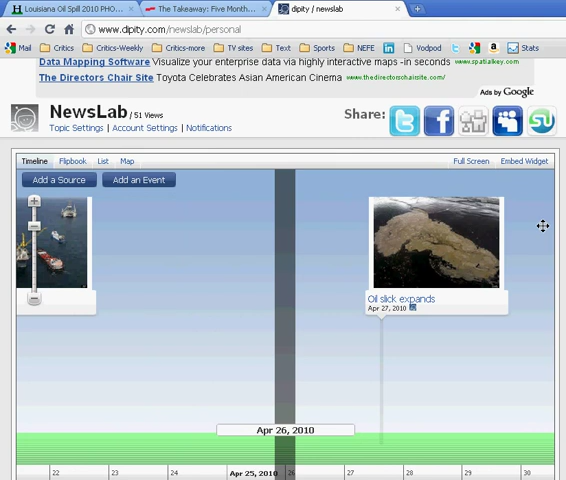 Louisiana Oil Spill 2010 PHO...
The Takeaway: Five Month...
dipity / newslab
www.dipity.com/newslab/personal
Mail
Critics
Critics-Weekly
Critics-more
TV sites
Text
Sports
NEFE
Vodpod
Stats
Data Mapping Software Visualize your enterprise data via highly interactive maps -in seconds www.spatialkey.com
The Directors Chair Site Toyota Celebrates Asian American Cinema www.thedirectorschairsite.com/
Ads by Google
NewsLab / 51 Views
Share:
Topic Settings | Account Settings | Notifications
Timeline Flipbook List Map Full Screen Embed Widget
Add a Source Add an Event
Oil slick expands
Apr 27, 2010
Apr 26, 2010
22 23 24 Apr 25, 2010 26 27 28 29 30